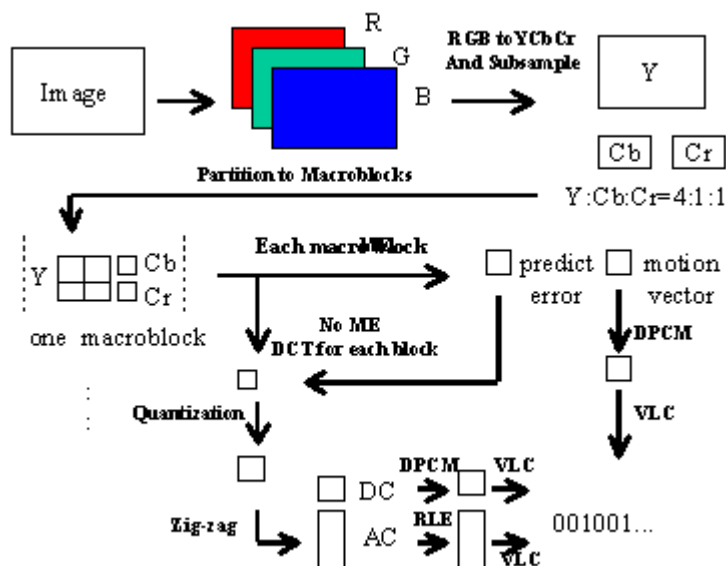 R
G
B
Image
RGB to YCbCr
And Subsample
Y
Cb
Cr
Partition to Macroblocks
Y:Cb:Cr=4:1:1
Y
Cb
Cr
one macroblock
Each macroblock
predict
error
motion
vector
No ME
DCT for each block
DPCM
VLC
Quantization
Zig-zag
DC
DPCM
VLC
AC
RLE
VLC
001001...